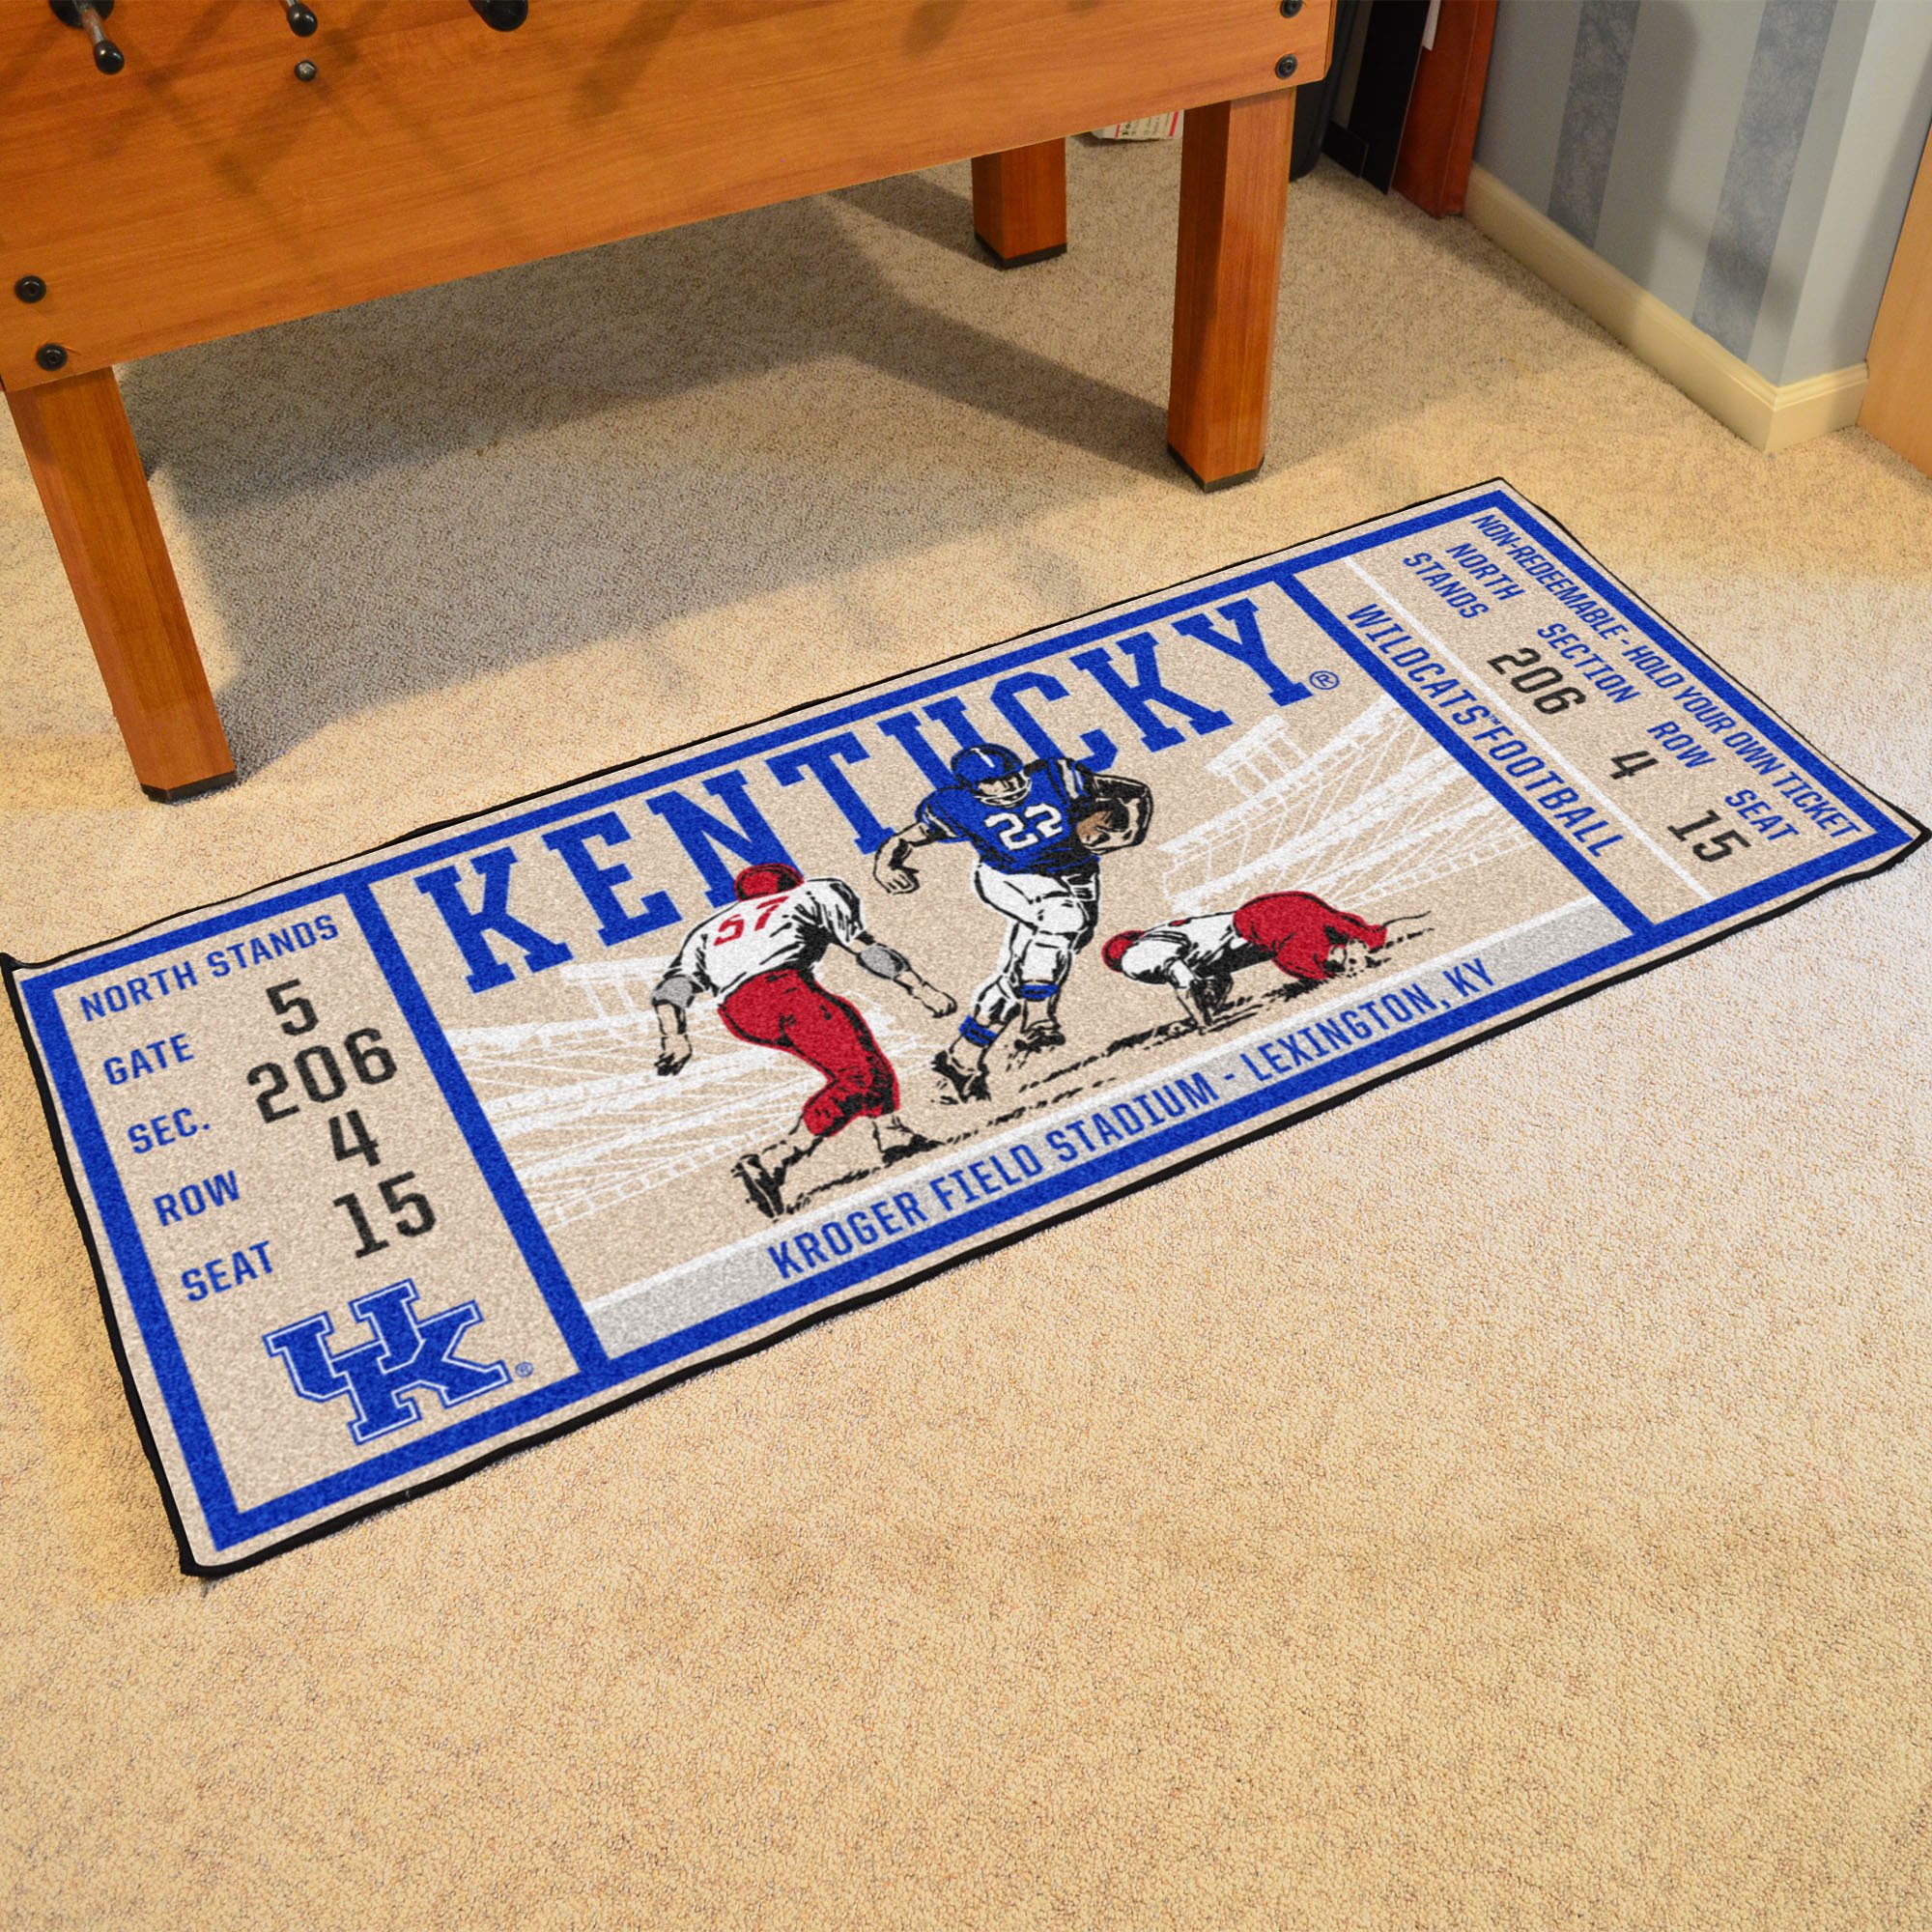 NORTH STANDS
GATE 5
SEC. 206
ROW 4
SEAT 15
UK®
KENTUCKY®
22
57
KROGER FIELD STADIUM - LEXINGTON, KY
WILDCATS™ FOOTBALL
NORTH STANDS
SECTION 206
ROW 4
SEAT 15
NON-REDEEMABLE - HOLD YOUR OWN TICKET